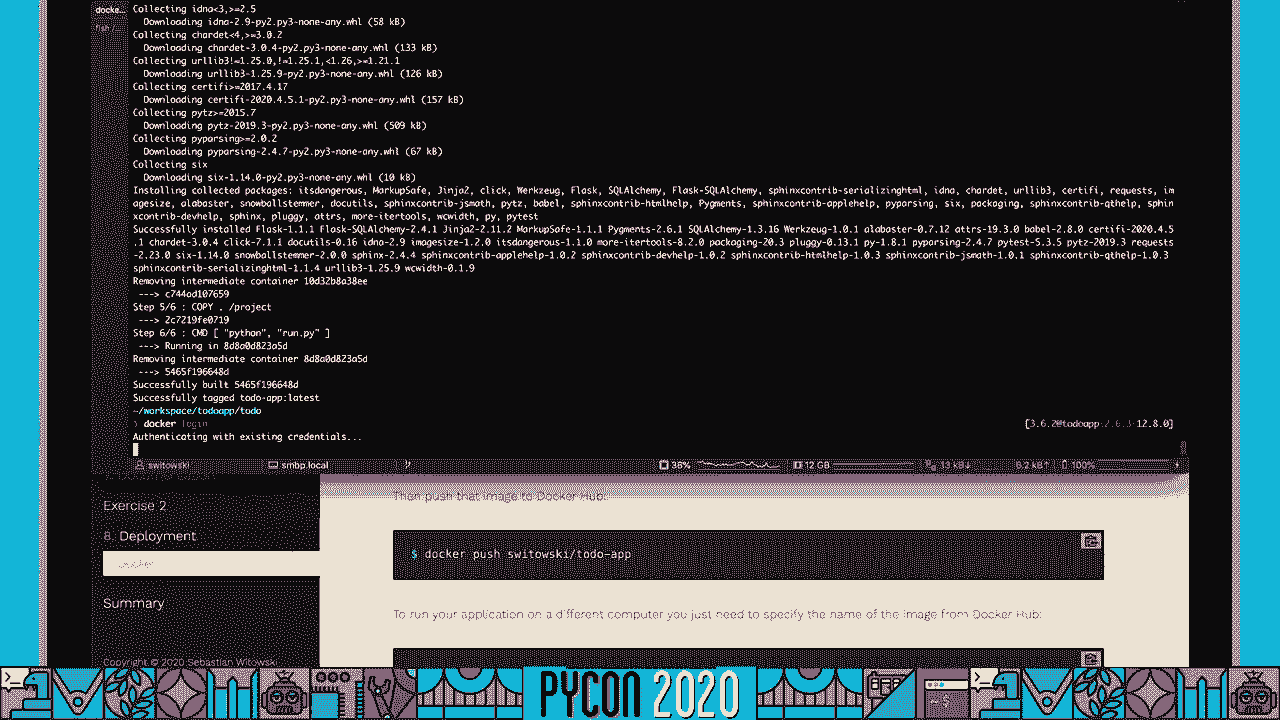 docke...
fish /...
Collecting idna<3,>=2.5
Downloading idna-2.9-py2.py3-none-any.whl (58 kB)
Collecting chardet<4,>=3.0.2
Downloading chardet-3.0.4-py2.py3-none-any.whl (133 kB)
Collecting urllib3!=1.25.0,!=1.25.1,<1.26,>=1.21.1
Downloading urllib3-1.25.9-py2.py3-none-any.whl (126 kB)
Collecting certifi>=2017.4.17
Downloading certifi-2020.4.5.1-py2.py3-none-any.whl (157 kB)
Collecting pytz>=2015.7
Downloading pytz-2019.3-py2.py3-none-any.whl (509 kB)
Collecting pyparsing>=2.0.2
Downloading pyparsing-2.4.7-py2.py3-none-any.whl (67 kB)
Collecting six
Downloading six-1.14.0-py2.py3-none-any.whl (10 kB)
Installing collected packages: itsdangerous, MarkupSafe, Jinja2, click, Werkzeug, Flask, SQLAlchemy, Flask-SQLAlchemy, sphinxcontrib-serializinghtml, idna, chardet, urllib3, certifi, requests, im
agesize, alabaster, snowballstemmer, docutils, sphinxcontrib-jsmath, pytz, babel, sphinxcontrib-htmlhelp, Pygments, sphinxcontrib-applehelp, pyparsing, six, packaging, sphinxcontrib-qthelp, sphin
xcontrib-devhelp, sphinx, pluggy, attrs, more-itertools, wcwidth, py, pytest
Successfully installed Flask-1.1.1 Flask-SQLAlchemy-2.4.1 Jinja2-2.11.2 MarkupSafe-1.1.1 Pygments-2.6.1 SQLAlchemy-1.3.16 Werkzeug-1.0.1 alabaster-0.7.12 attrs-19.3.0 babel-2.8.0 certifi-2020.4.5
.1 chardet-3.0.4 click-7.1.1 docutils-0.16 idna-2.9 imagesize-1.2.0 itsdangerous-1.1.0 more-itertools-8.2.0 packaging-20.3 pluggy-0.13.1 py-1.8.1 pyparsing-2.4.7 pytest-5.3.5 pytz-2019.3 requests
-2.23.0 six-1.14.0 snowballstemmer-2.0.0 sphinx-2.4.4 sphinxcontrib-applehelp-1.0.2 sphinxcontrib-devhelp-1.0.2 sphinxcontrib-htmlhelp-1.0.3 sphinxcontrib-jsmath-1.0.1 sphinxcontrib-qthelp-1.0.3
sphinxcontrib-serializinghtml-1.1.4 urllib3-1.25.9 wcwidth-0.1.9
Removing intermediate container 10d32b8a38ee
---> c744ad107659
Step 5/6 : COPY . /project
---> 2c7219fe0719
Step 6/6 : CMD [ "python", "run.py" ]
---> Running in 8d8a0d823a5d
Removing intermediate container 8d8a0d823a5d
---> 5465f196648d
Successfully built 5465f196648d
Successfully tagged todo-app:latest
~/workspace/todoapp/todo
❯ docker login [3.6.2@todoapp-2.6.3-12.8.0]
Authenticating with existing credentials...
switowski smbp.local 38% 12 GB 13 kB↓ 8.2 kB↑ 100%
Then push that image to Docker Hub:
Exercise 2
8. Deployment
Docker
$ docker push switowski/todo-app
Summary
To run your application on a different computer you just need to specify the name of the image from Docker Hub:
Copyright © 2020 Sebastian Witowski
PYCON 2020